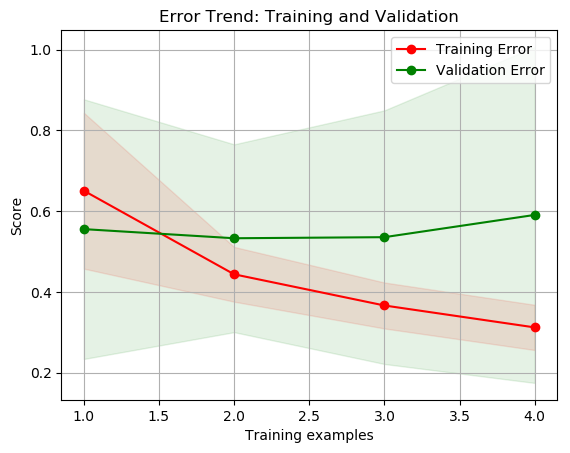 Error Trend: Training and Validation
Training Error
Validation Error
Score
1.0
0.8
0.6
0.4
0.2
1.0 1.5 2.0 2.5 3.0 3.5 4.0
Training examples